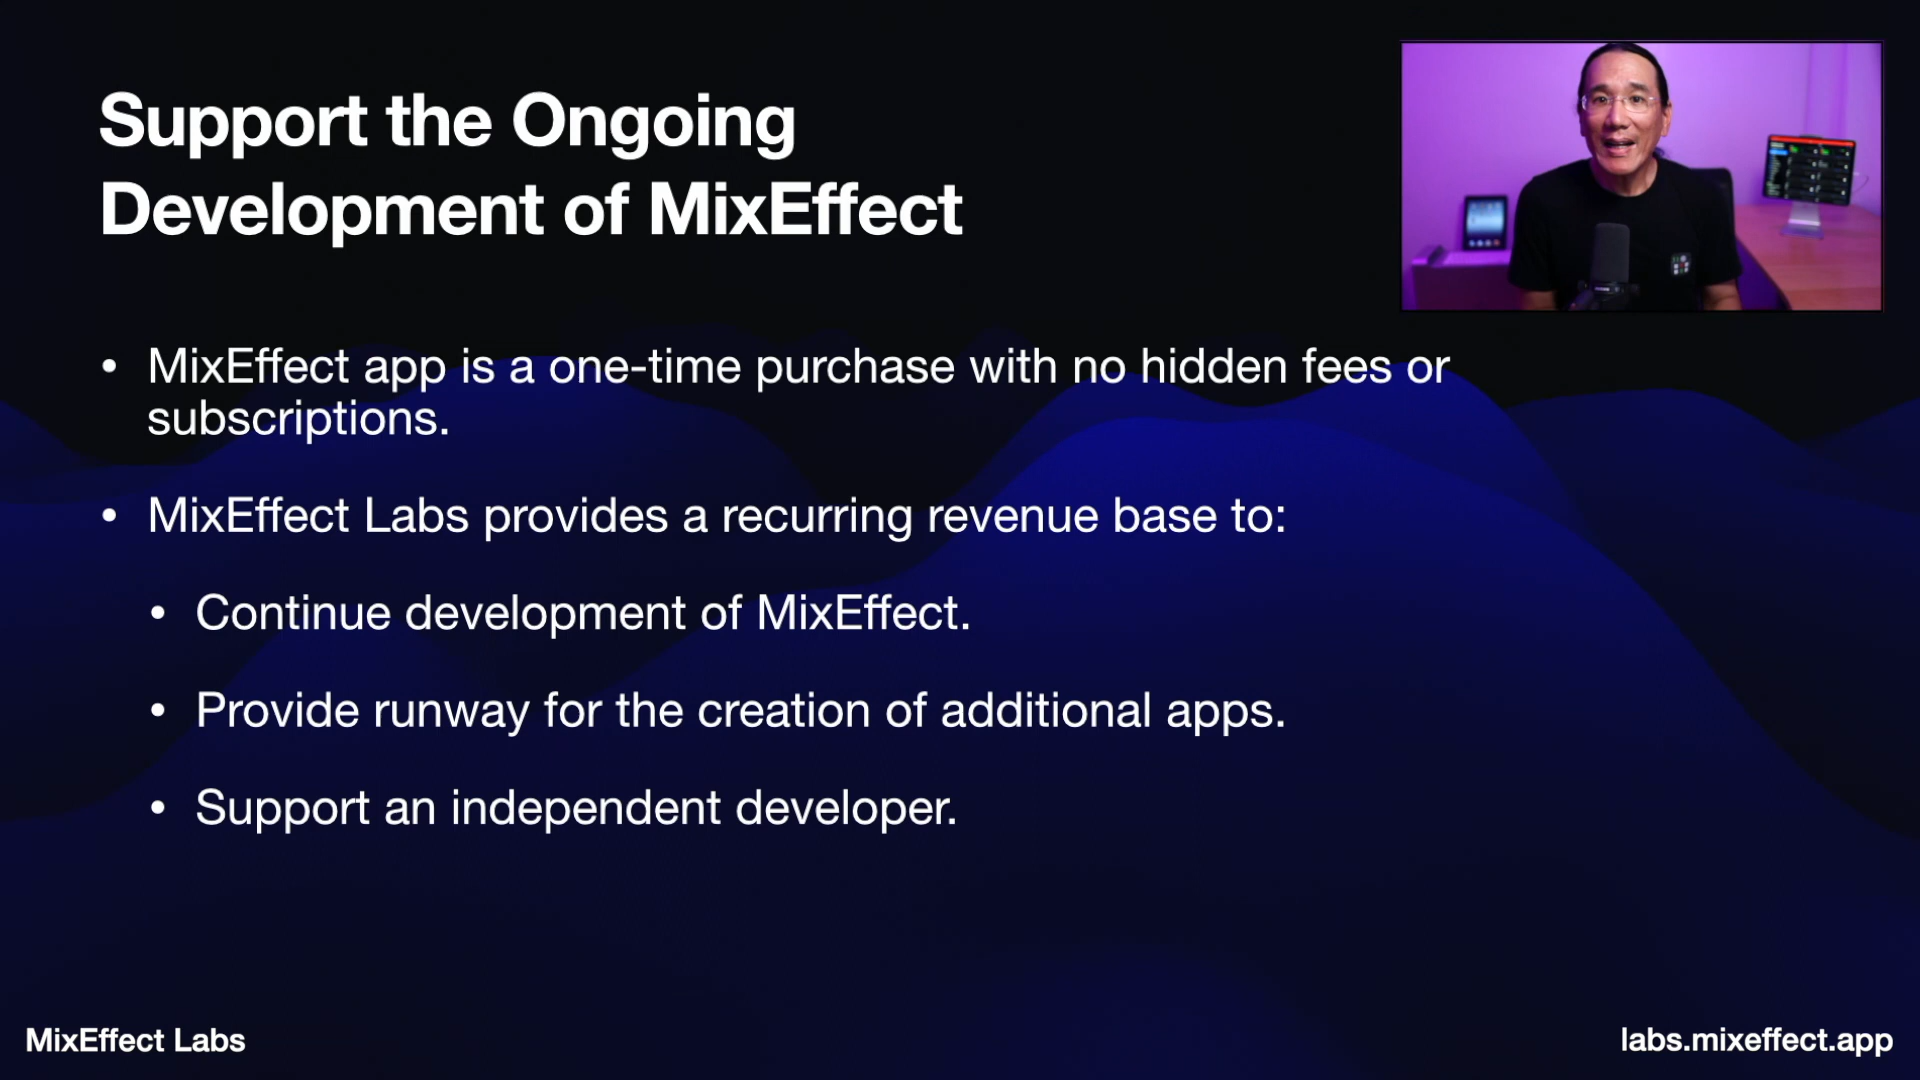 Support the Ongoing
Development of MixEffect
• MixEffect app is a one-time purchase with no hidden fees or
subscriptions.
• MixEffect Labs provides a recurring revenue base to:
• Continue development of MixEffect.
• Provide runway for the creation of additional apps.
• Support an independent developer.
MixEffect Labs
labs.mixeffect.app